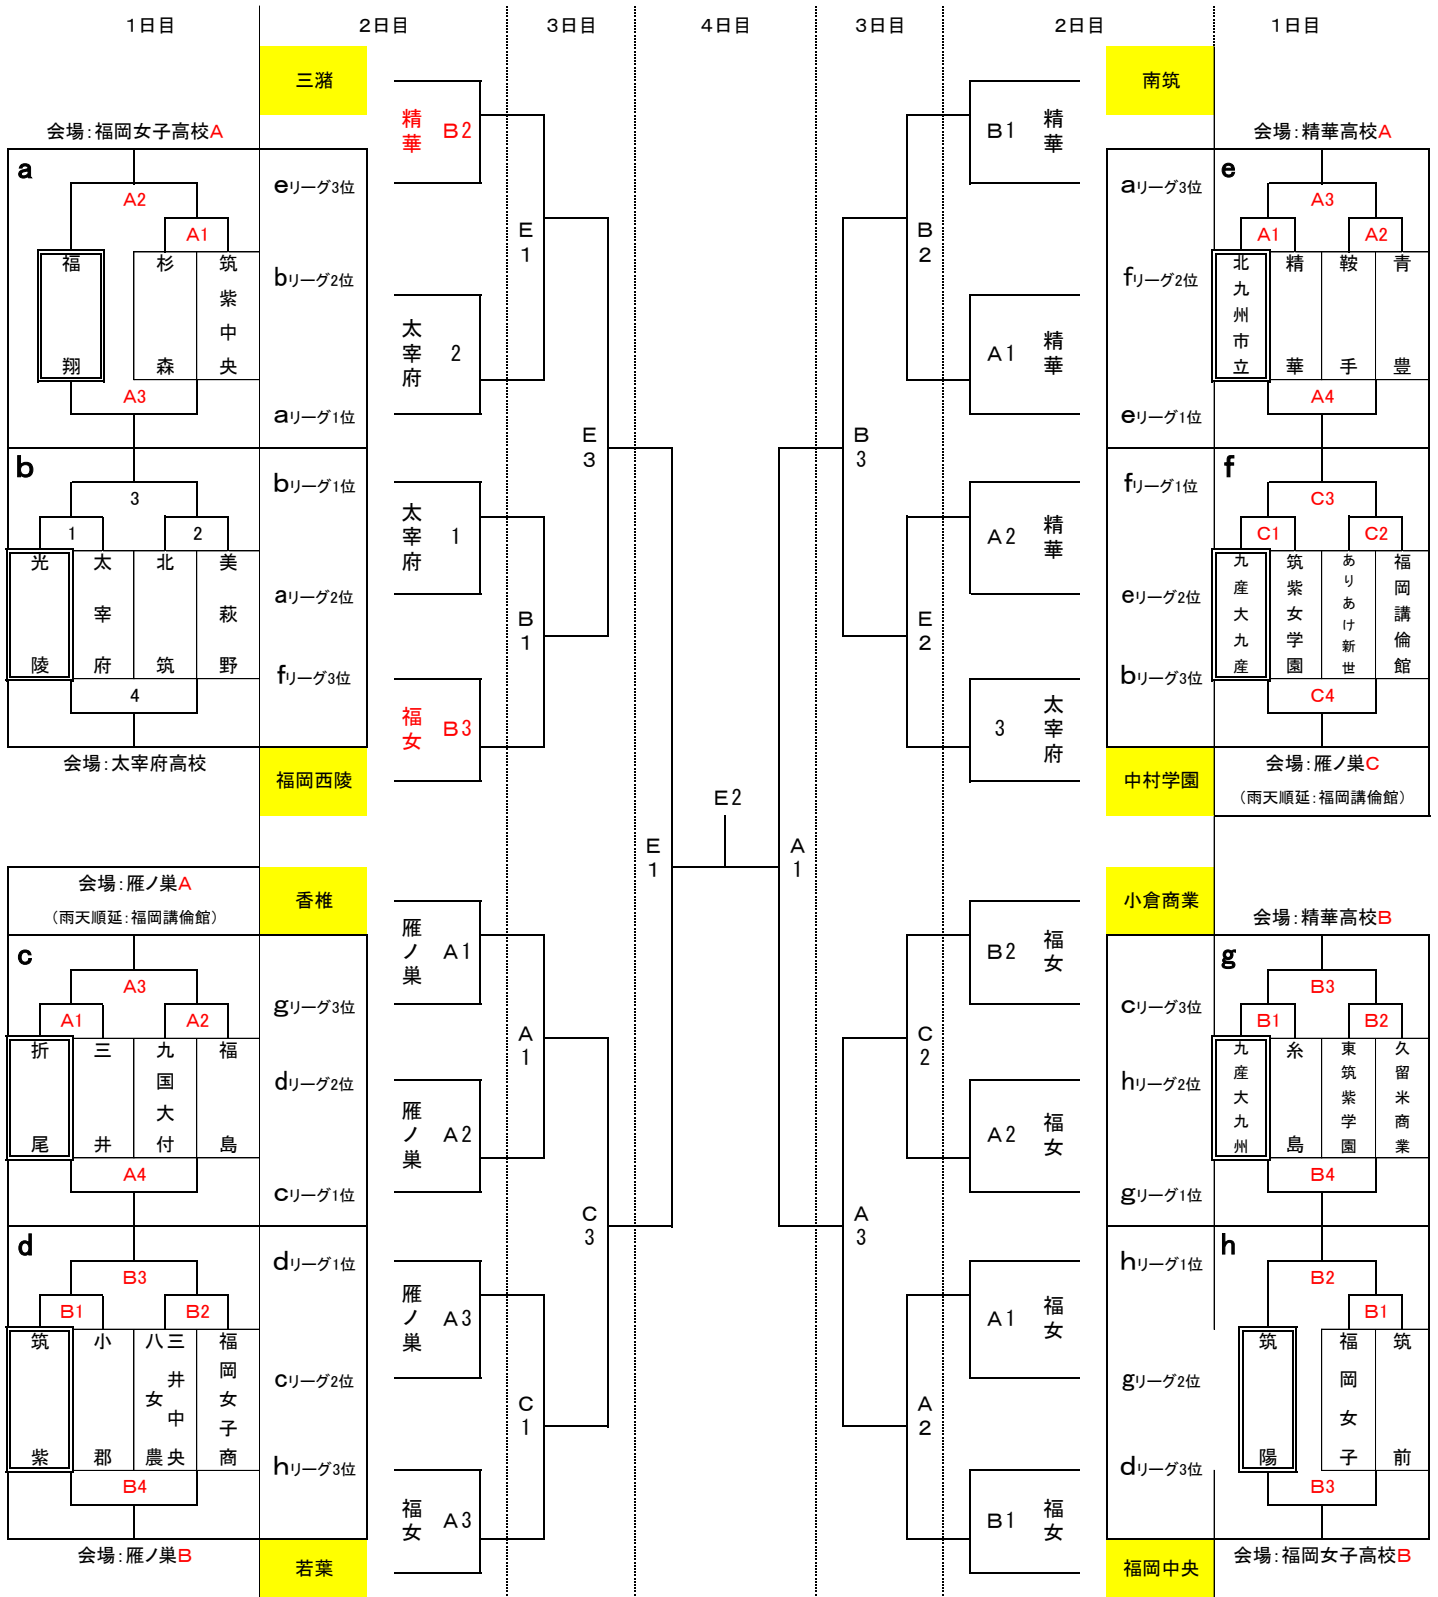 1日目
2日目
3日目
4日目
3日目
2日目
1日目
三潴
会場：福岡女子高校A
a
A2
A1
福翔
杉森
筑紫中央
A3
b
3
1
2
光陵
太宰府
北筑
美萩野
4
会場：太宰府高校
eリーグ3位
bリーグ2位
aリーグ1位
bリーグ1位
aリーグ2位
fリーグ3位
福岡西陵
精華 B2
太宰府 2
太宰府 1
福女 B3
E1
B1
E3
会場：雁ノ巣A
（雨天順延：福岡講倫館）
c
A3
A1
A2
折尾
三井
九国大付
福島
A4
d
B3
B1
B2
筑紫
小郡
三井中央
八女農
福岡女子商
B4
会場：雁ノ巣B
香椎
gリーグ3位
dリーグ2位
cリーグ1位
dリーグ1位
cリーグ2位
hリーグ3位
若葉
雁ノ巣 A1
雁ノ巣 A2
雁ノ巣 A3
福女 A3
A1
C1
C3
E1
E2
A1
B2
E2
B3
B1 精華
A1 精華
A2 精華
3 太宰府
南筑
aリーグ3位
fリーグ2位
eリーグ1位
fリーグ1位
eリーグ2位
bリーグ3位
中村学園
会場：精華高校A
e
A3
A1
A2
北九州市立
精華
鞍手
青豊
A4
f
C3
C1
C2
九産大九産
筑紫女学園
ありあけ新世
福岡講倫館
C4
会場：雁ノ巣C
（雨天順延：福岡講倫館）
C2
A2
A3
B2 福女
A2 福女
A1 福女
B1 福女
小倉商業
cリーグ3位
hリーグ2位
gリーグ1位
hリーグ1位
gリーグ2位
dリーグ3位
福岡中央
会場：精華高校B
g
B3
B1
B2
九産大九州
糸島
東筑紫学園
久留米商業
B4
h
B2
B1
筑陽
福岡女子
筑前
B3
会場：福岡女子高校B